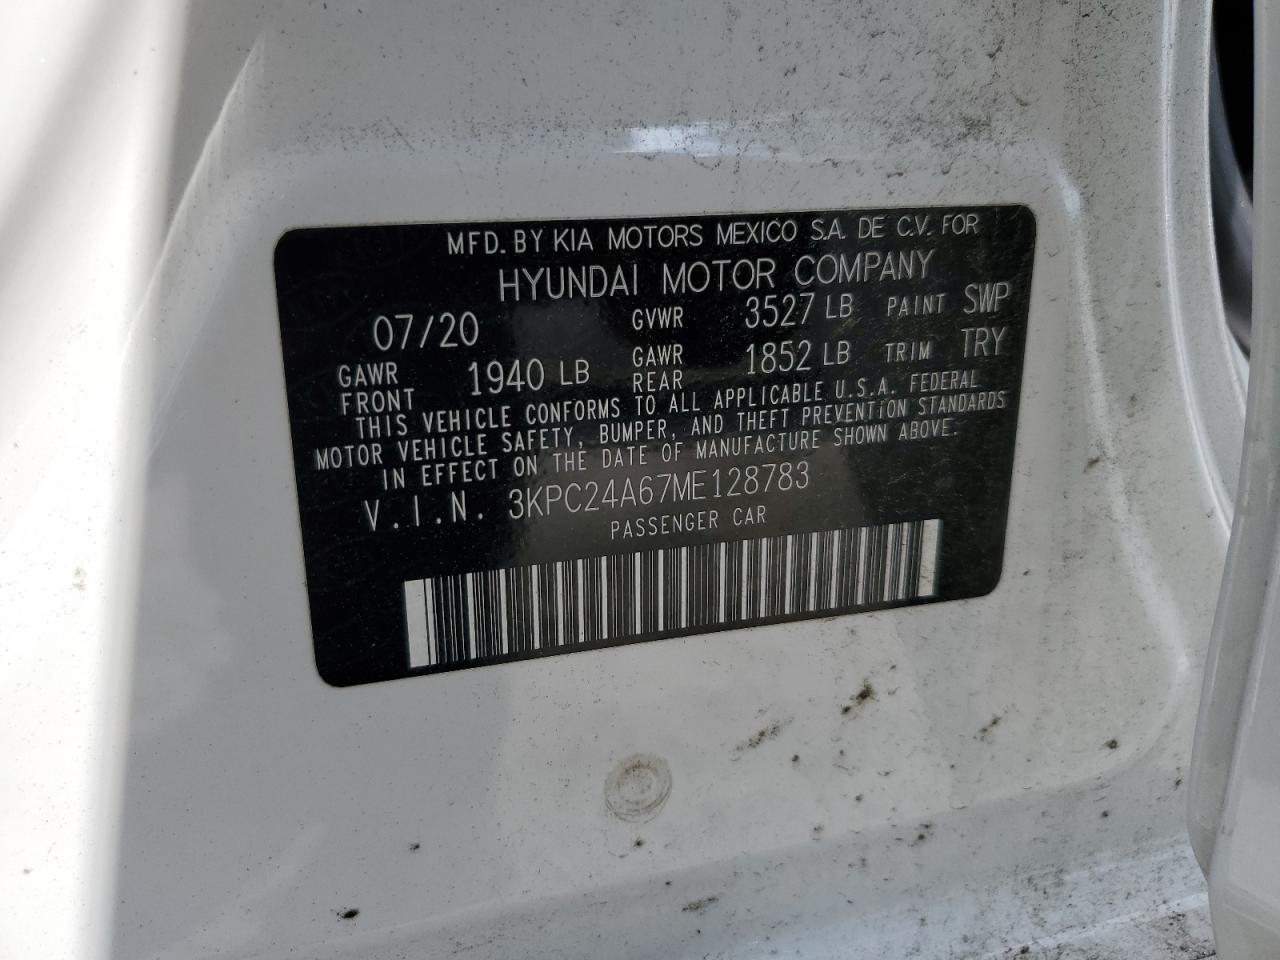 MFD. BY KIA MOTORS MEXICO S.A. DE C.V. FOR
HYUNDAI MOTOR COMPANY
07/20 GVWR 3527 LB PAINT SWP
GAWR FRONT 1940 LB GAWR REAR 1852 LB TRIM TRY
THIS VEHICLE CONFORMS TO ALL APPLICABLE U.S.A. FEDERAL
MOTOR VEHICLE SAFETY, BUMPER, AND THEFT PREVENTION STANDARDS
IN EFFECT ON THE DATE OF MANUFACTURE SHOWN ABOVE.
V.I.N. 3KPC24A67ME128783
PASSENGER CAR